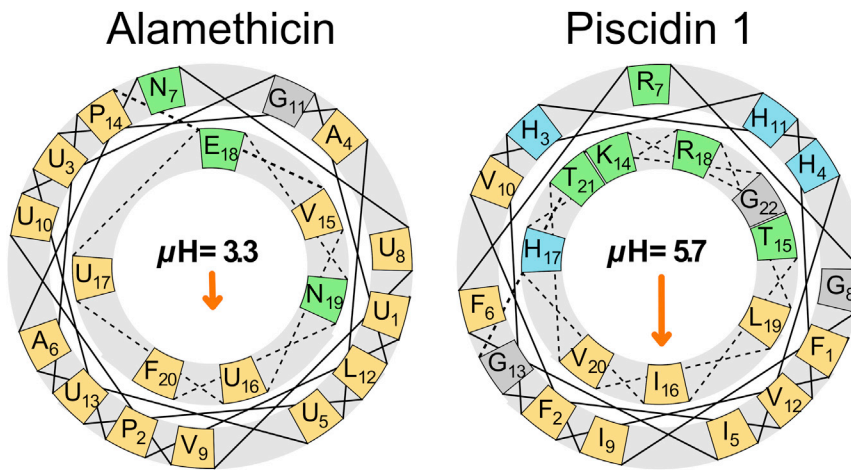 Alamethicin
N7
P14
G11
A4
U3
E18
U10
V15
U8
µH= 3.3
U17
N19
U1
A6
L12
F20
U16
U13
U5
P2
V9
Piscidin 1
R7
H3
H11
K14
R18
H4
T21
V10
G22
T15
H17
µH= 5.7
G8
F6
L19
G13
V20
F1
I16
V12
F2
I9
I5